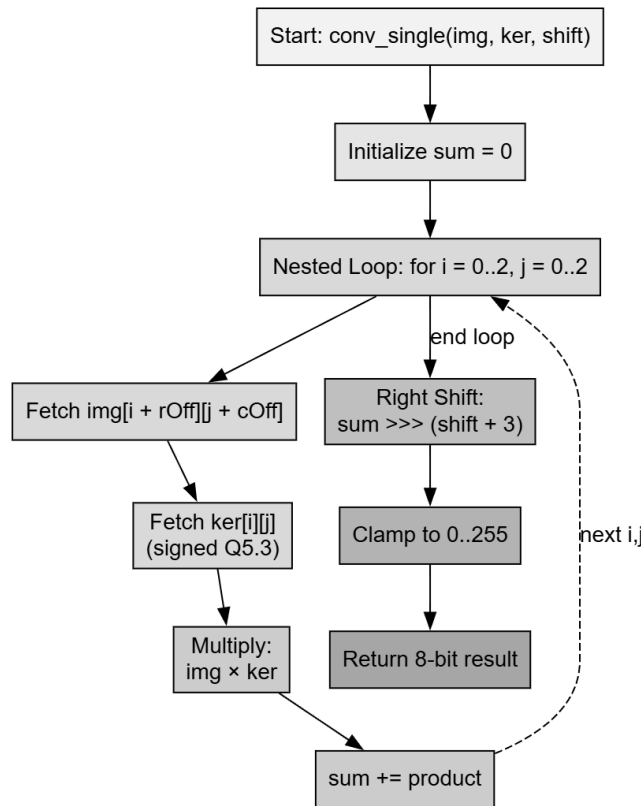 Start: conv_single(img, ker, shift)
Initialize sum = 0
Nested Loop: for i = 0..2, j = 0..2
end loop
Fetch img[i + rOff][j + cOff]
Right Shift:
sum >>> (shift + 3)
Fetch ker[i][j]
(signed Q5.3)
Clamp to 0..255
next i,j
Multiply:
img × ker
Return 8-bit result
sum += product